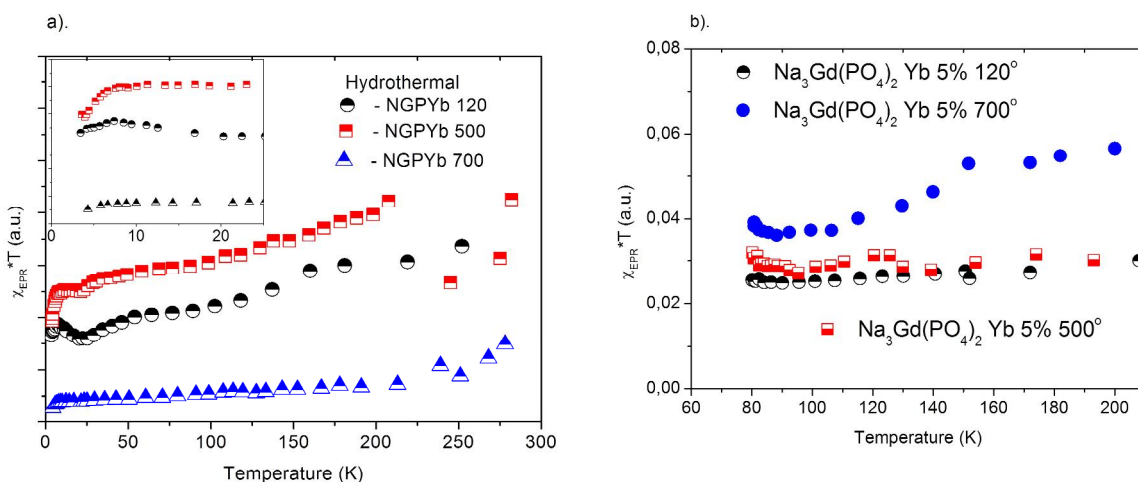 a).
Hydrothermal
- NGPYb 120
- NGPYb 500
- NGPYb 700
0 10 20
χEPR*T (a.u.)
0 50 100 150 200 250 300
Temperature (K)
b).
0,08
0,06
0,04
0,02
0,00
χEPR*T (a.u.)
Na3Gd(PO4)2 Yb 5% 120°
Na3Gd(PO4)2 Yb 5% 700°
Na3Gd(PO4)2 Yb 5% 500°
60 80 100 120 140 160 180 200
Temperature (K)